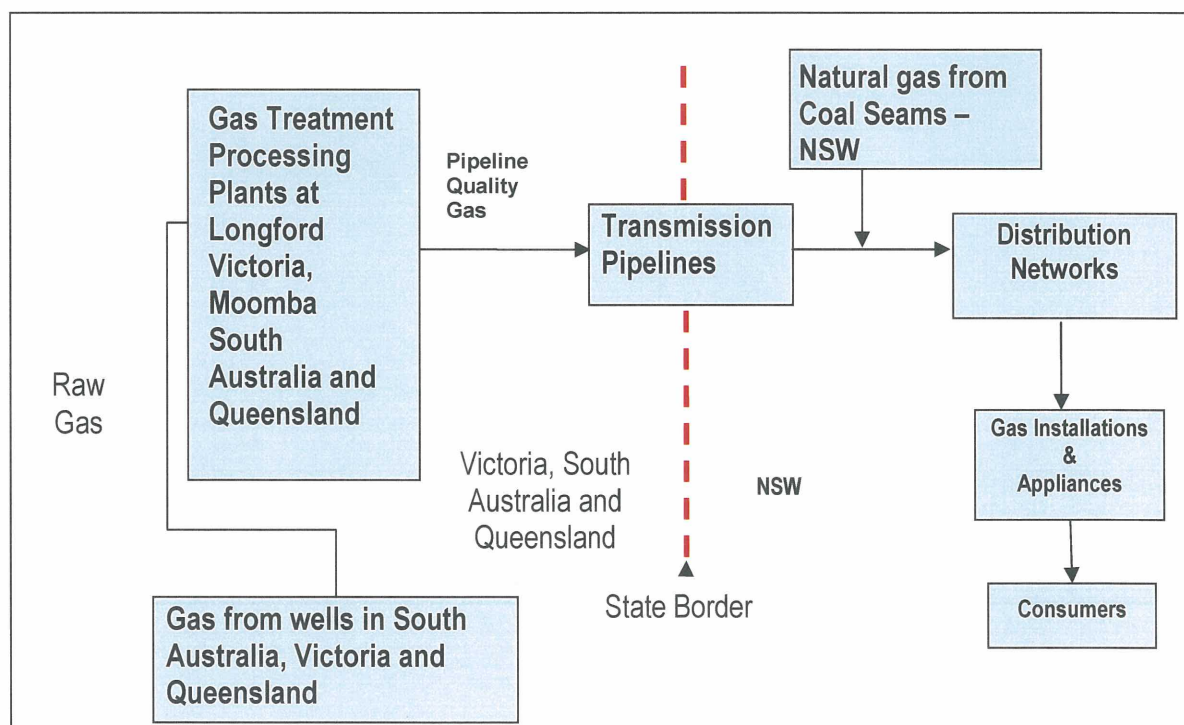 Gas Treatment
Processing
Plants at
Longford
Victoria,
Moomba
South
Australia and
Queensland
Pipeline
Quality
Gas
Transmission
Pipelines
Natural gas from
Coal Seams –
NSW
Distribution
Networks
Raw
Gas
Victoria, South
Australia and
Queensland
NSW
Gas Installations
&
Appliances
State Border
Consumers
Gas from wells in South
Australia, Victoria and
Queensland